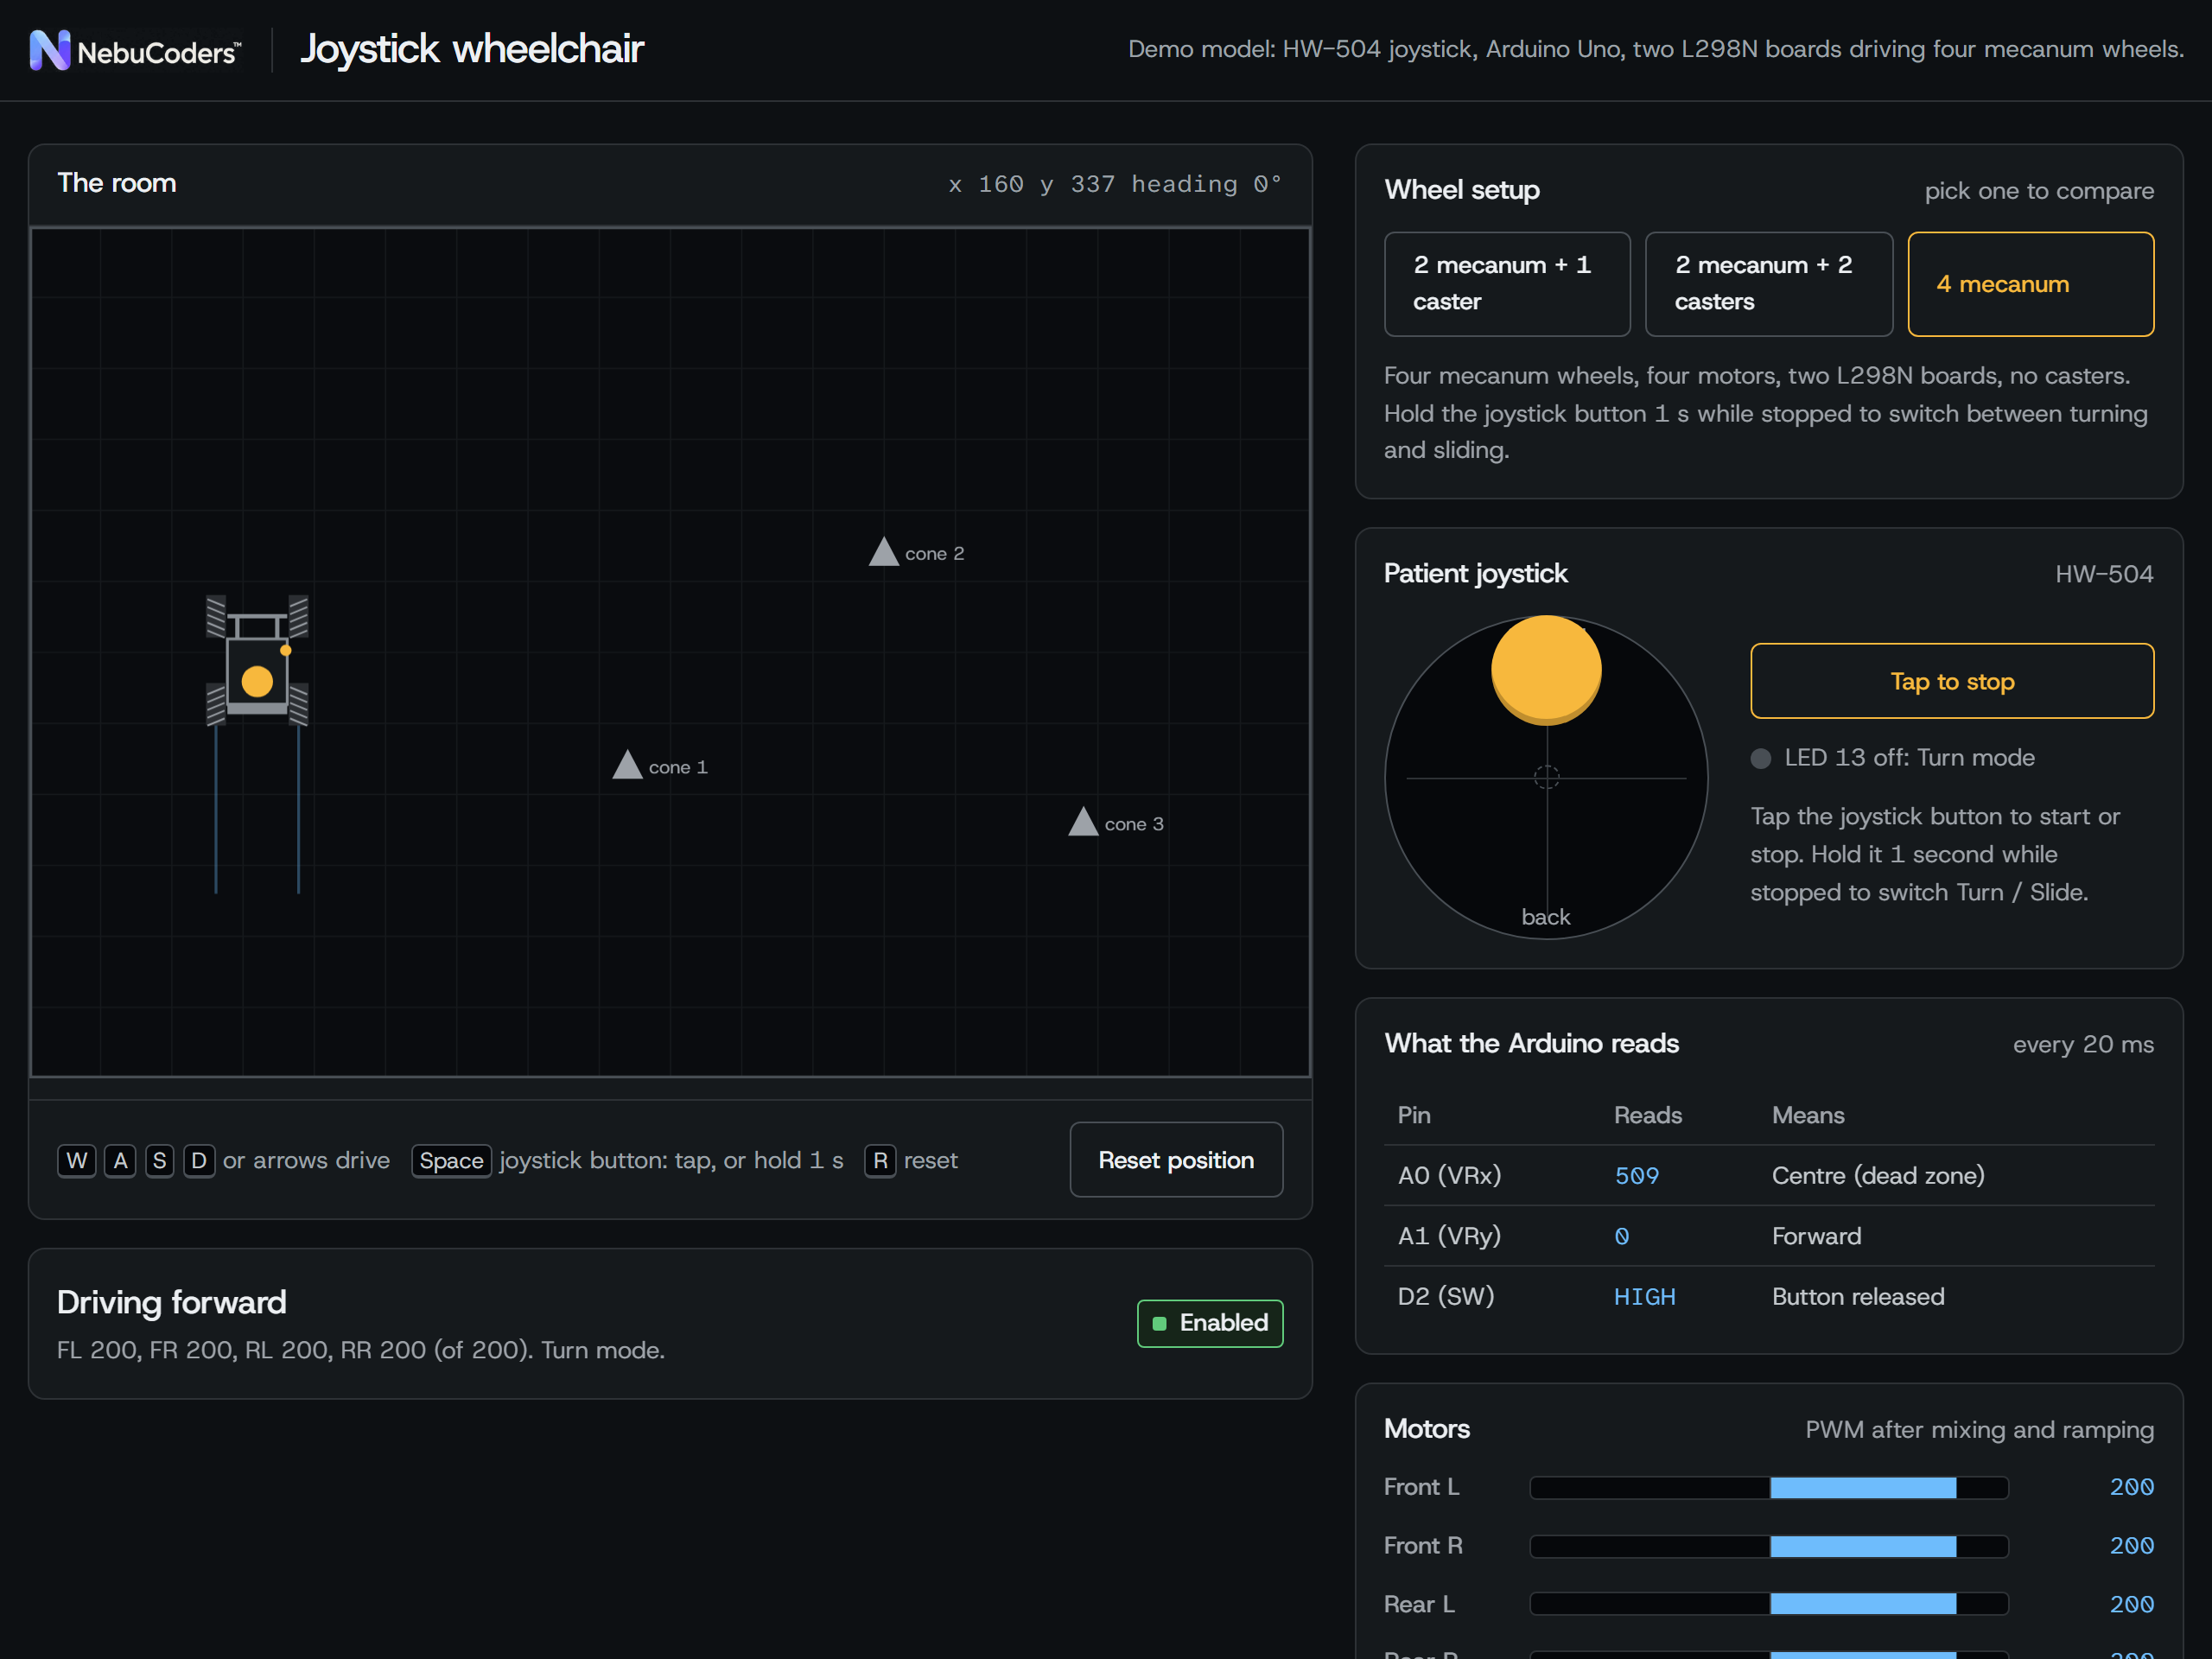 NebuCoders™
Joystick wheelchair
Demo model: HW-504 joystick, Arduino Uno, two L298N boards driving four mecanum wheels.
The room
x 160 y 337 heading 0°
cone 2
cone 1
cone 3
W A S D or arrows drive Space joystick button: tap, or hold 1 s R reset
Reset position
Driving forward
FL 200, FR 200, RL 200, RR 200 (of 200). Turn mode.
Enabled
Wheel setup
pick one to compare
2 mecanum + 1
caster
2 mecanum + 2
casters
4 mecanum
Four mecanum wheels, four motors, two L298N boards, no casters.
Hold the joystick button 1 s while stopped to switch between turning
and sliding.
Patient joystick
HW-504
back
Tap to stop
LED 13 off: Turn mode
Tap the joystick button to start or
stop. Hold it 1 second while
stopped to switch Turn / Slide.
What the Arduino reads
every 20 ms
Pin Reads Means
A0 (VRx) 509 Centre (dead zone)
A1 (VRy) 0 Forward
D2 (SW) HIGH Button released
Motors
PWM after mixing and ramping
Front L 200
Front R 200
Rear L 200